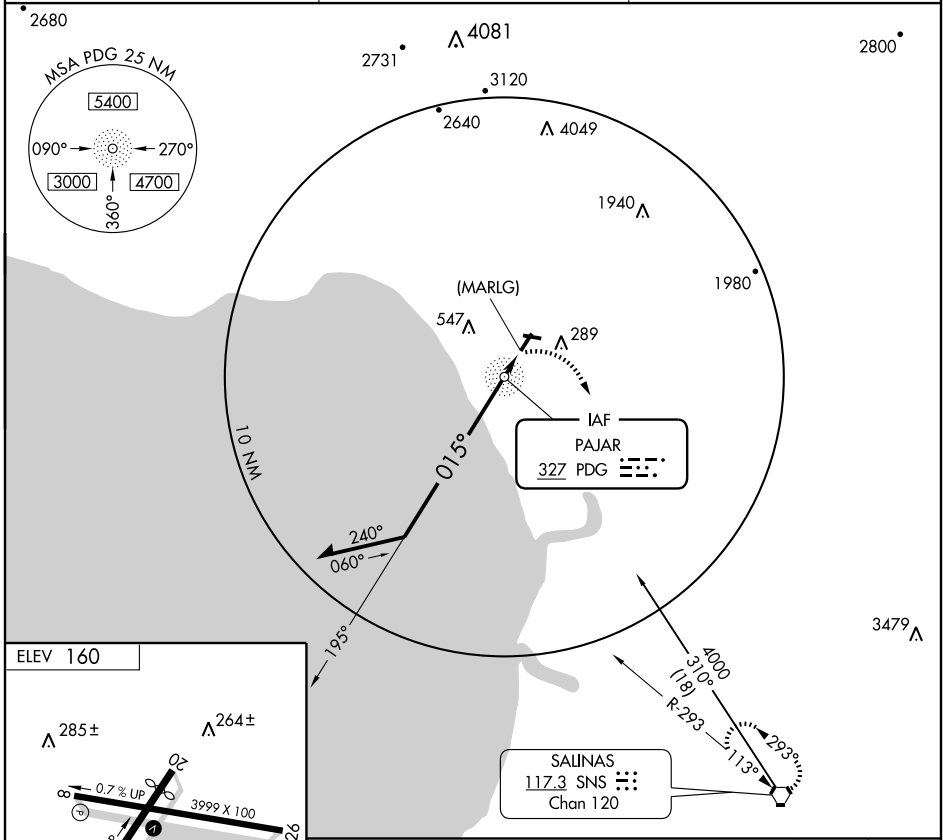 2680
2731
4081
2800
MSA PDG 25 NM
5400
090°
270°
3000
4700
360°
3120
2640
4049
1940
1980
(MARLG)
547
289
10 NM
015°
IAF
PAJAR
327 PDG
240°
060°
195°
3479
4000
310°
(18)
R-293
113°
293°
SALINAS
117.3 SNS
Chan 120
ELEV 160
285±
264±
20
8
0.7 % UP
3999 X 100
P
26